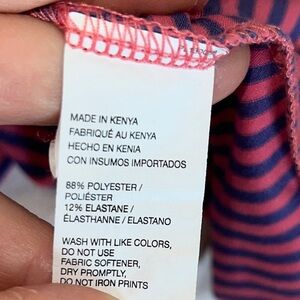 MADE IN KENYA
FABRIQUÉ AU KENYA
HECHO EN KENIA
CON INSUMOS IMPORTADOS
88% POLYESTER /
POLIÉSTER
12% ELASTANE /
ÉLASTHANNE / ELASTANO
WASH WITH LIKE COLORS,
DO NOT USE
FABRIC SOFTENER,
DRY PROMPTLY,
DO NOT IRON PRINTS